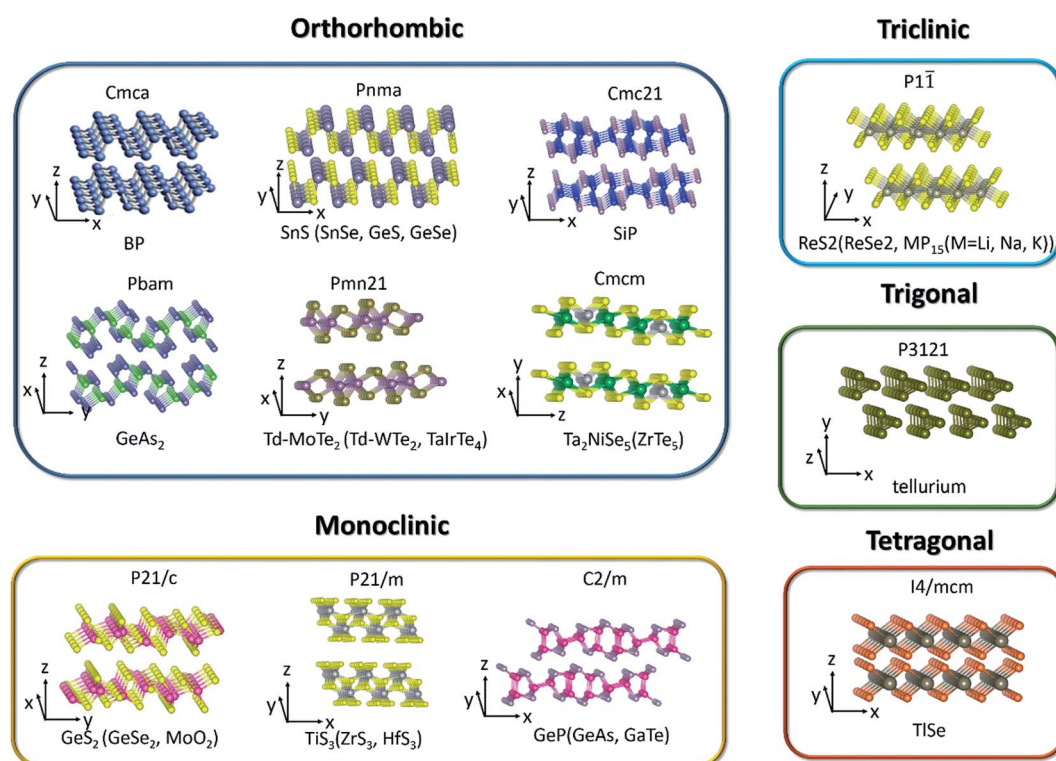 Orthorhombic
Cmca
z
y
x
BP
Pnma
z
y
x
SnS (SnSe, GeS, GeSe)
Cmc21
z
y
x
SiP
Pbam
z
x
y
GeAs₂
Pmn21
z
x
y
Td-MoTe₂ (Td-WTe₂, TaIrTe₄)
Cmcm
y
x
z
Ta₂NiSe₅(ZrTe₅)
Triclinic
P11̅
z
y
x
ReS2(ReSe2, MP₁₅(M=Li, Na, K))
Trigonal
P3121
y
z
x
tellurium
Monoclinic
P21/c
z
x
y
GeS₂ (GeSe₂, MoO₂)
P21/m
z
y
x
TiS₃(ZrS₃, HfS₃)
C2/m
z
y
x
GeP(GeAs, GaTe)
Tetragonal
I4/mcm
z
y
x
TlSe